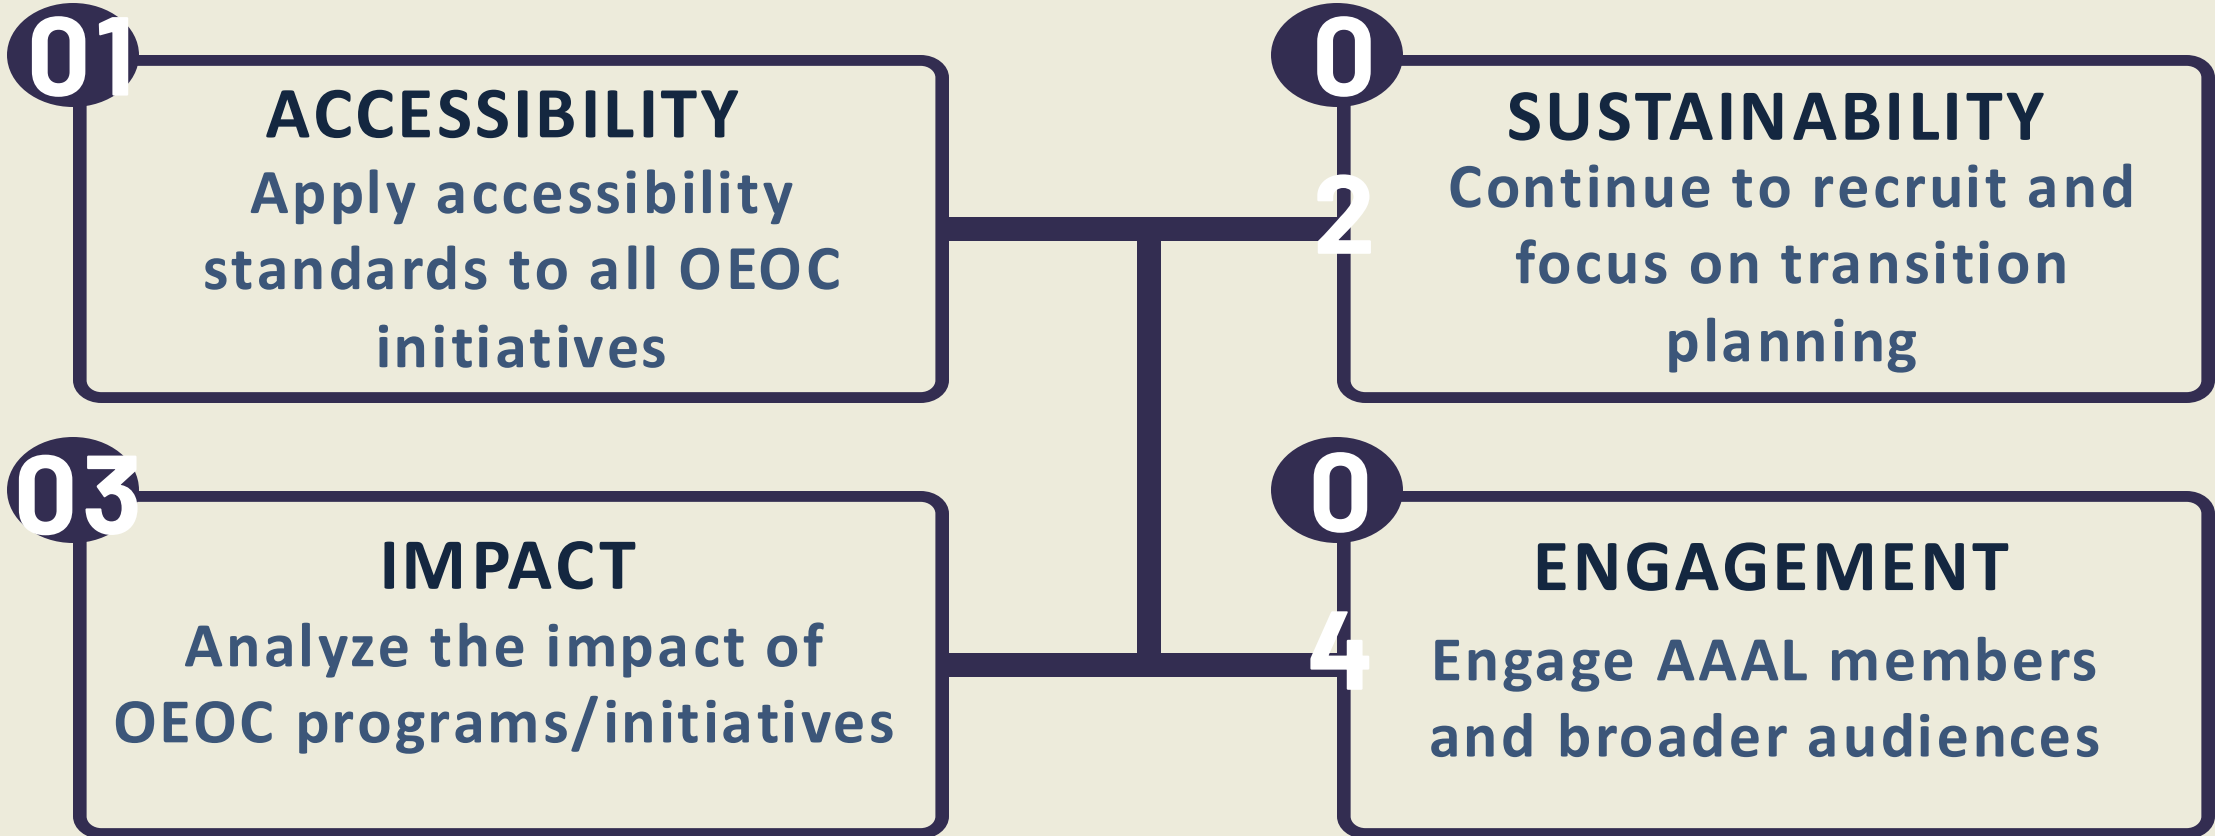 01
ACCESSIBILITY
Apply accessibility
standards to all OEOC
initiatives
0
2
SUSTAINABILITY
Continue to recruit and
focus on transition
planning
03
IMPACT
Analyze the impact of
OEOC programs/initiatives
0
4
ENGAGEMENT
Engage AAAL members
and broader audiences